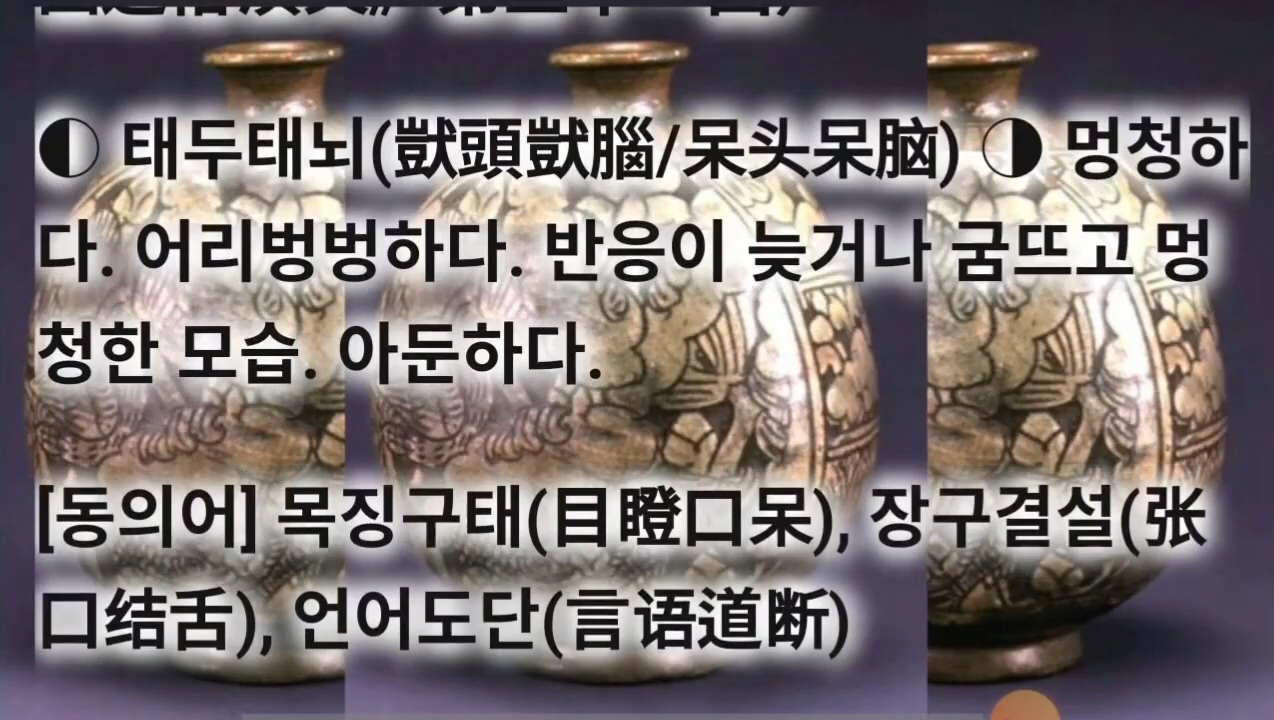 ◐ 태두태뇌(獃頭獃腦/呆头呆脑) ◑ 멍청하
다. 어리벙벙하다. 반응이 늦거나 굼뜨고 멍
청한 모습. 아둔하다.
[동의어] 목징구태(目瞪口呆), 장구결설(张
口结舌), 언어도단(言语道断)